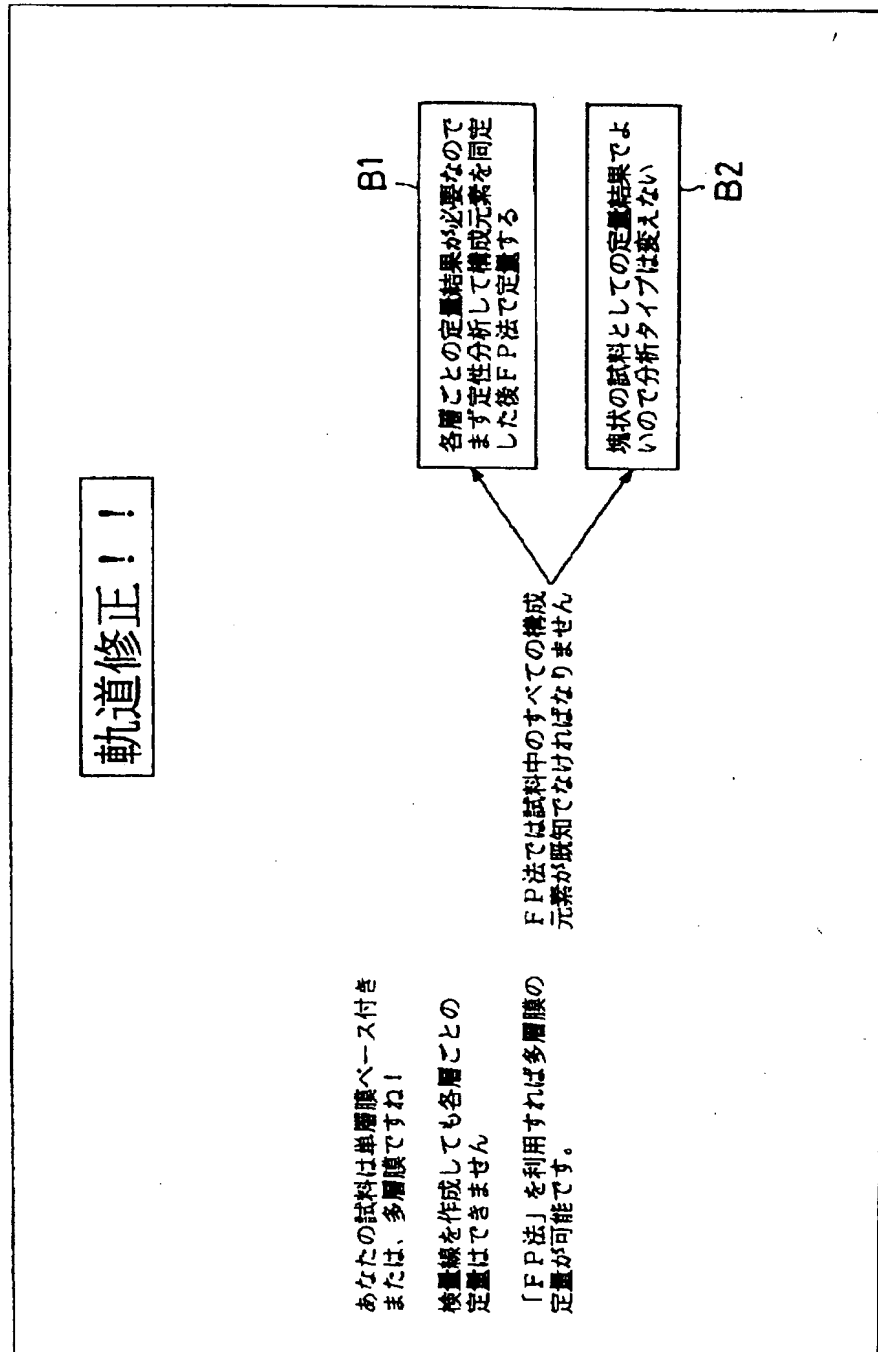 軌道修正！！
あなたの試料は単層膜ベース付き
または、多層膜ですね！
検量線を作成しても各層ごとの
定量はできません
「ＦＰ法」を利用すれば多層膜の
定量が可能です。
ＦＰ法では試料中のすべての構成
元素が既知でなければなりません
B1
各層ごとの定量結果が必要なので
まず定性分析して構成元素を同定
した後ＦＰ法で定量する
塊状の試料としての定量結果でよ
いので分析タイプは変えない
B2